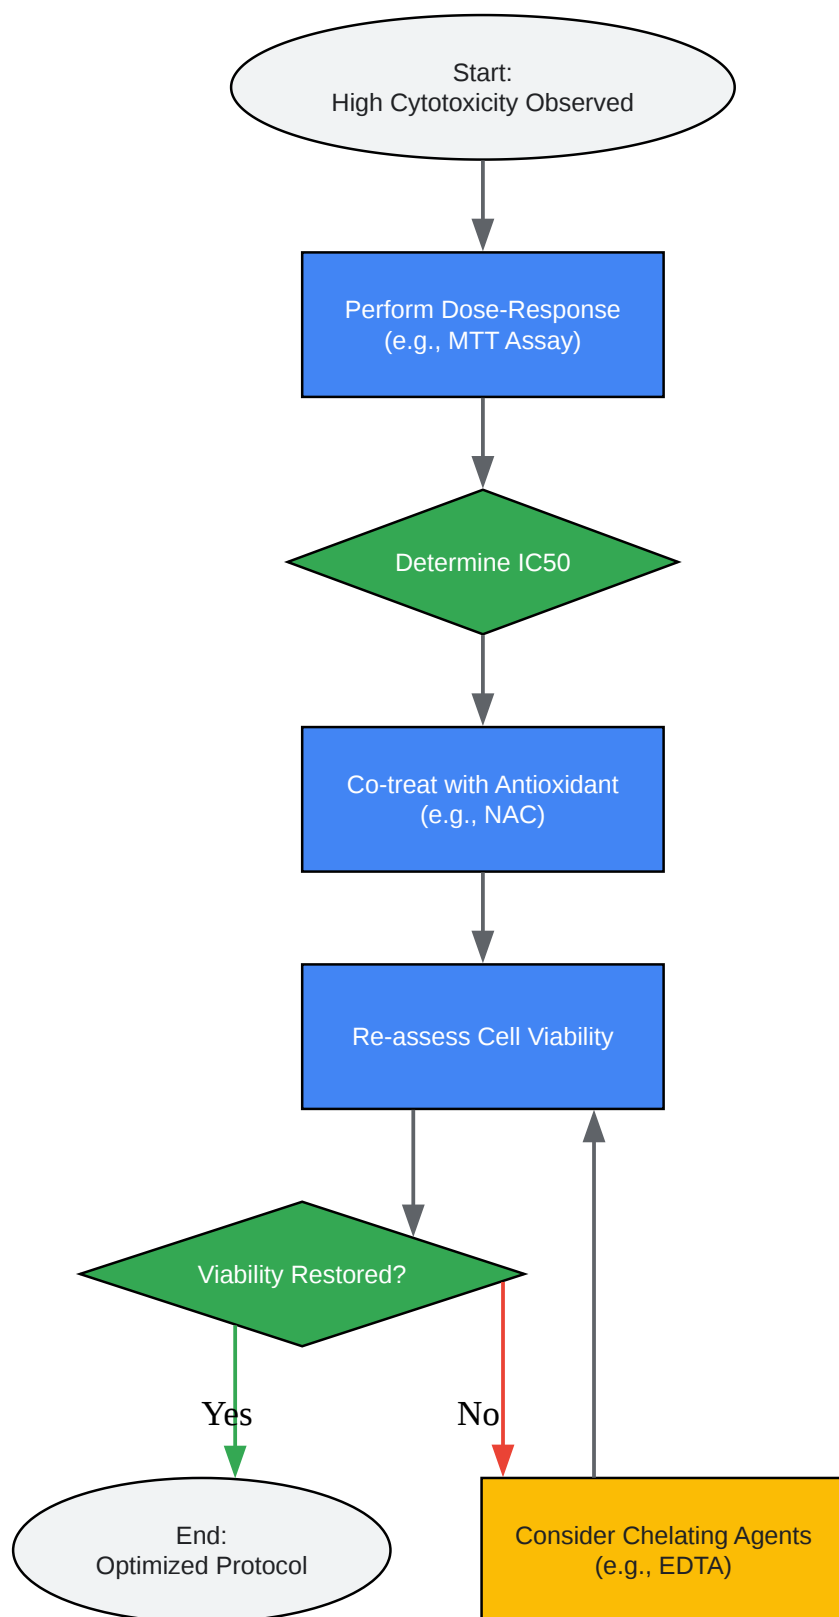 Start:
High Cytotoxicity Observed
Perform Dose-Response
(e.g., MTT Assay)
Determine IC50
Co-treat with Antioxidant
(e.g., NAC)
Re-assess Cell Viability
Viability Restored?
Yes
No
End:
Optimized Protocol
Consider Chelating Agents
(e.g., EDTA)